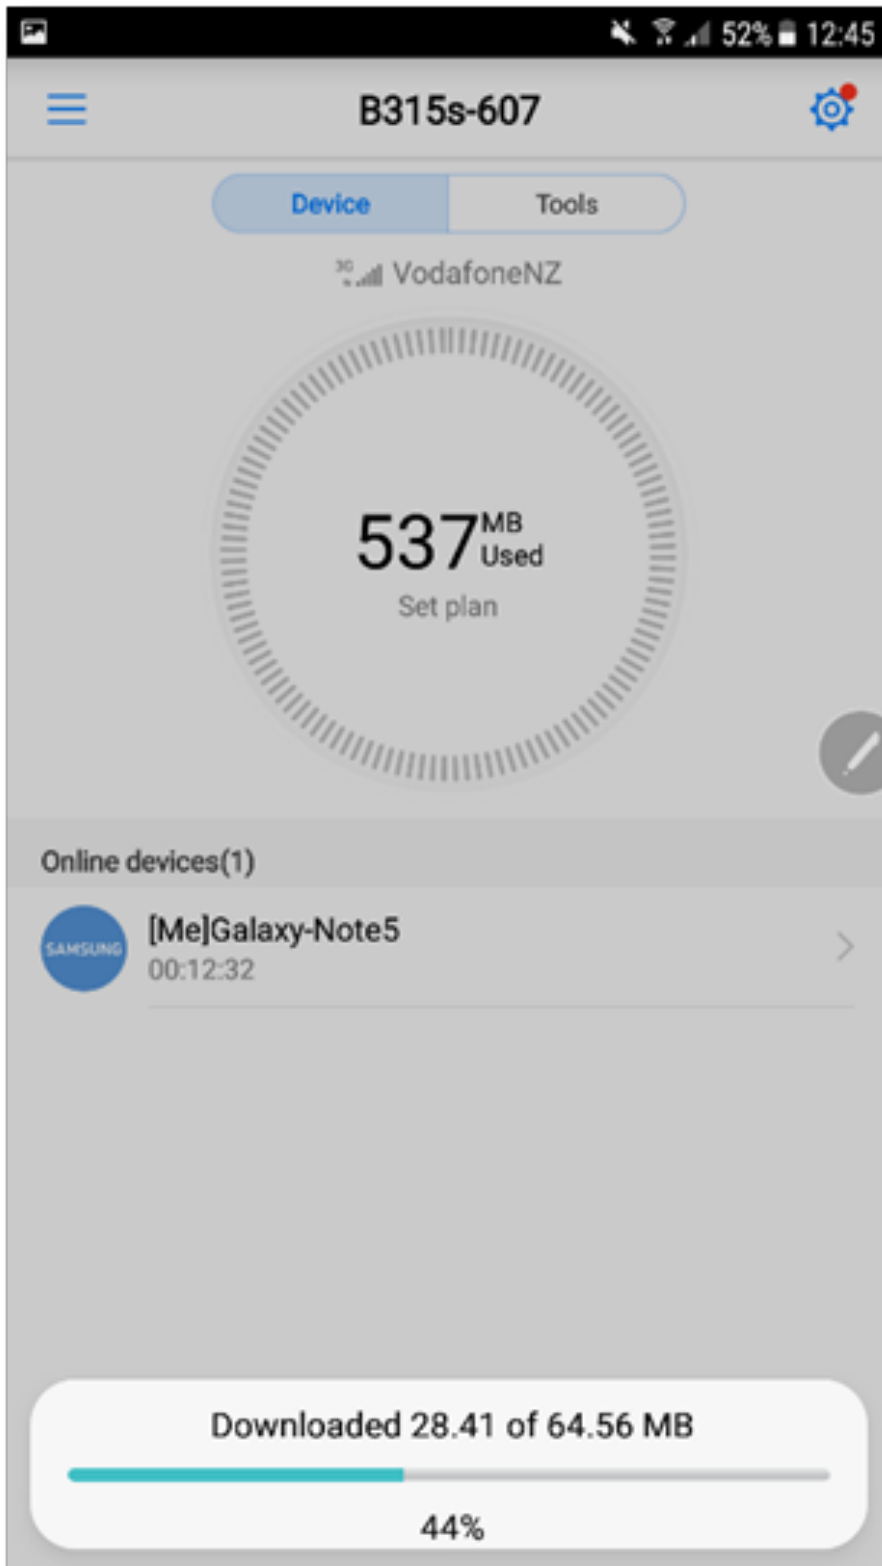 52% 12:45
B315s-607
Device Tools
3G VodafoneNZ
537 MB Used
Set plan
Online devices(1)
SAMSUNG
[Me]Galaxy-Note5
00:12:32
Downloaded 28.41 of 64.56 MB
44%